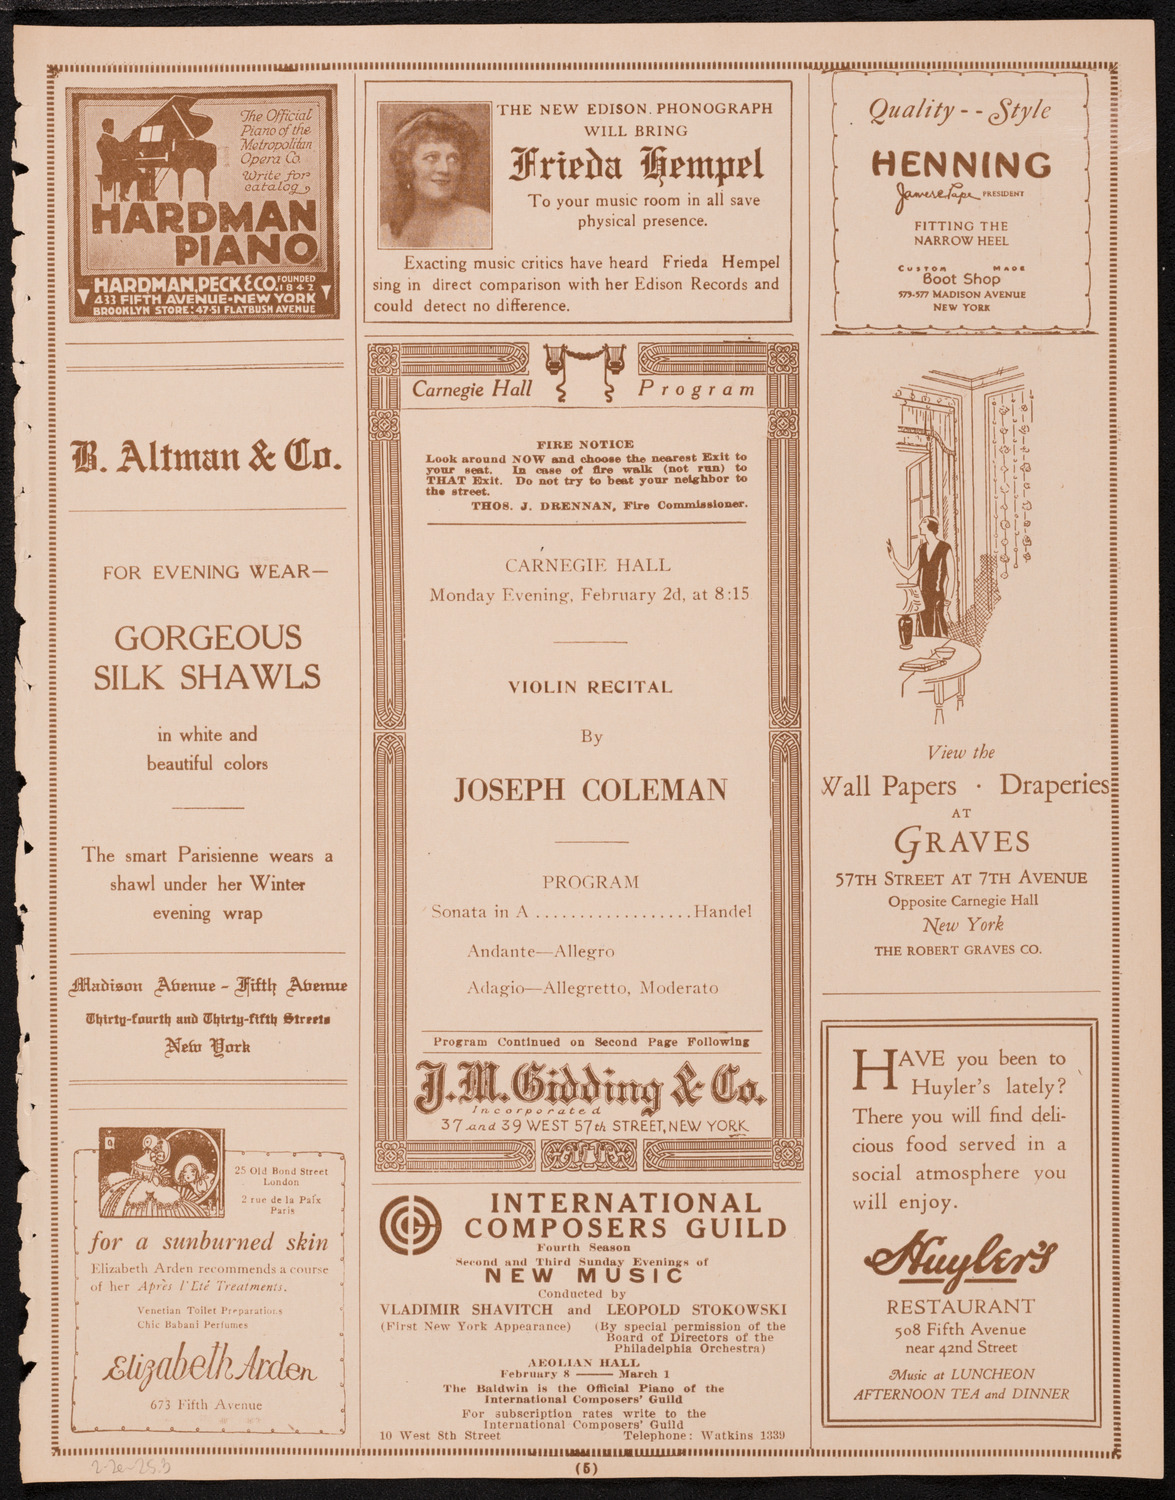 The Official
Piano of the
Metropolitan
Opera Co.
Write for
catalog
HARDMAN
PIANO
HARDMAN, PECK & CO. FOUNDED 1842
433 FIFTH AVENUE • NEW YORK
BROOKLYN STORE: 47-51 FLATBUSH AVENUE
B. Altman & Co.
FOR EVENING WEAR—
GORGEOUS
SILK SHAWLS
in white and
beautiful colors
The smart Parisienne wears a
shawl under her Winter
evening wrap
Madison Avenue - Fifth Avenue
Thirty-fourth and Thirty-fifth Streets
New York
25 Old Bond Street
London
2 rue de la Paix
Paris
for a sunburned skin
Elizabeth Arden recommends a course
of her Après l'Eté Treatments.
Venetian Toilet Preparations
Chic Babani Perfumes
Elizabeth Arden
673 Fifth Avenue
THE NEW EDISON. PHONOGRAPH
WILL BRING
Frieda Hempel
To your music room in all save
physical presence.
Exacting music critics have heard Frieda Hempel
sing in direct comparison with her Edison Records and
could detect no difference.
Carnegie Hall Program
FIRE NOTICE
Look around NOW and choose the nearest Exit to
your seat. In case of fire walk (not run) to
THAT Exit. Do not try to beat your neighbor to
the street.
THOS. J. DRENNAN, Fire Commissioner.
CARNEGIE HALL
Monday Evening, February 2d, at 8:15
VIOLIN RECITAL
By
JOSEPH COLEMAN
PROGRAM
Sonata in A ..................Handel
Andante—Allegro
Adagio—Allegretto, Moderato
Program Continued on Second Page Following
J. M. Gidding & Co.
Incorporated
37 and 39 WEST 57th STREET, NEW YORK
INTERNATIONAL
COMPOSERS GUILD
Fourth Season
Second and Third Sunday Evenings of
NEW MUSIC
Conducted by
VLADIMIR SHAVITCH and LEOPOLD STOKOWSKI
(First New York Appearance) (By special permission of the
Board of Directors of the
Philadelphia Orchestra)
AEOLIAN HALL
February 8 —— March 1
The Baldwin is the Official Piano of the
International Composers' Guild
For subscription rates write to the
International Composers' Guild
10 West 8th Street Telephone: Watkins 1339
Quality -- Style
HENNING
PRESIDENT
FITTING THE
NARROW HEEL
CUSTOM MADE
Boot Shop
575-577 MADISON AVENUE
NEW YORK
View the
Wall Papers · Draperies
AT
GRAVES
57TH STREET AT 7TH AVENUE
Opposite Carnegie Hall
New York
THE ROBERT GRAVES CO.
HAVE you been to
Huyler's lately?
There you will find deli-
cious food served in a
social atmosphere you
will enjoy.
Huyler's
RESTAURANT
508 Fifth Avenue
near 42nd Street
Music at LUNCHEON
AFTERNOON TEA and DINNER
(5)